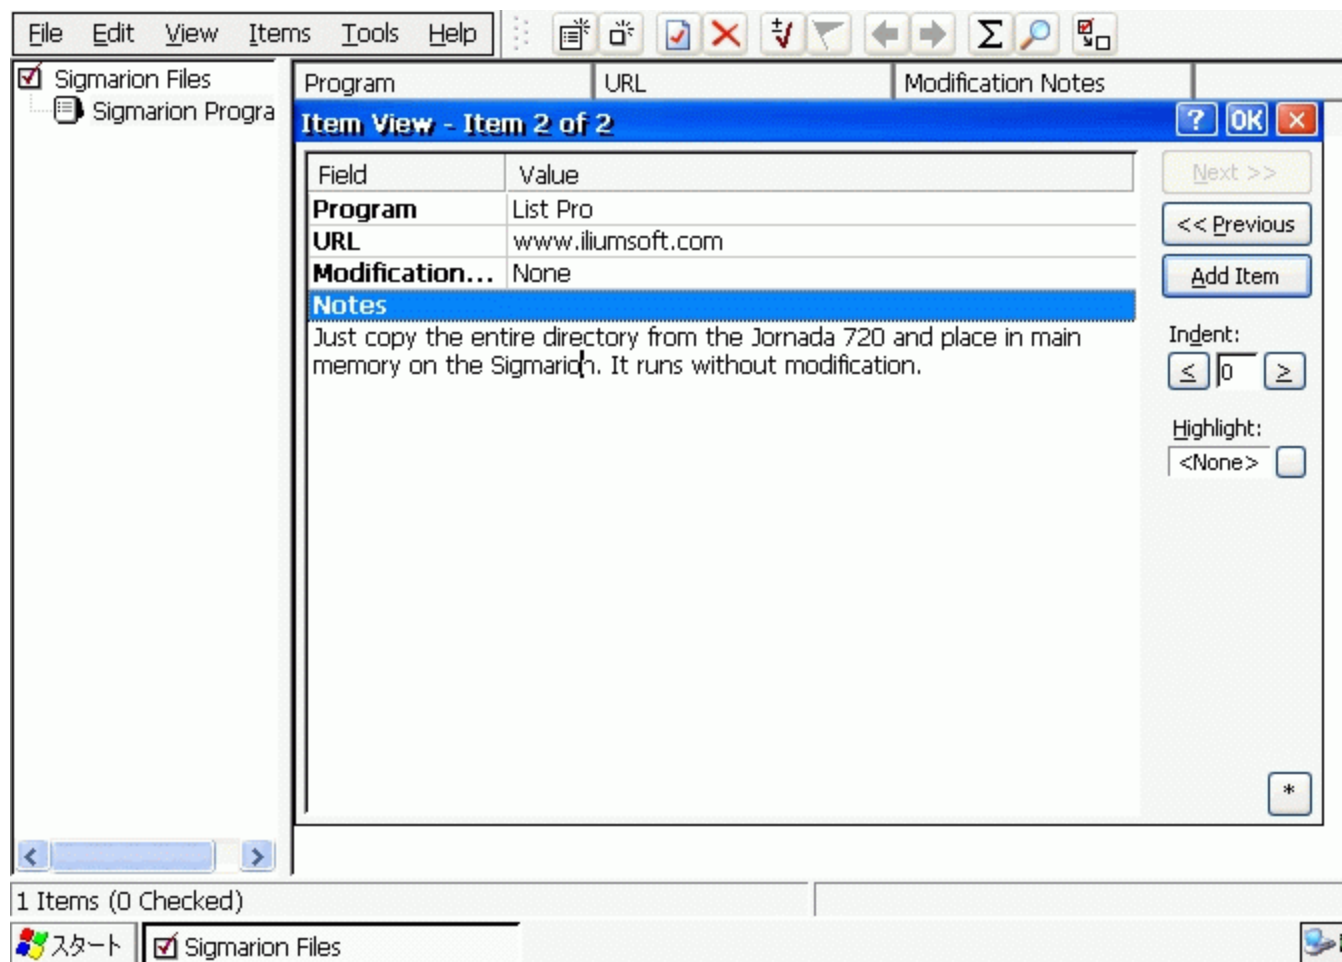 File Edit View Items Tools Help
Sigmarion Files
Sigmarion Progra
Program URL Modification Notes
Item View - Item 2 of 2
? OK
Field Value
Program List Pro
URL www.iliumsoft.com
Modification... None
Notes
Just copy the entire directory from the Jornada 720 and place in main
memory on the Sigmarion. It runs without modification.
Next >>
<< Previous
Add Item
Indent:
≤ 0 ≥
Highlight:
<None>
*
1 Items (0 Checked)
スタート Sigmarion Files